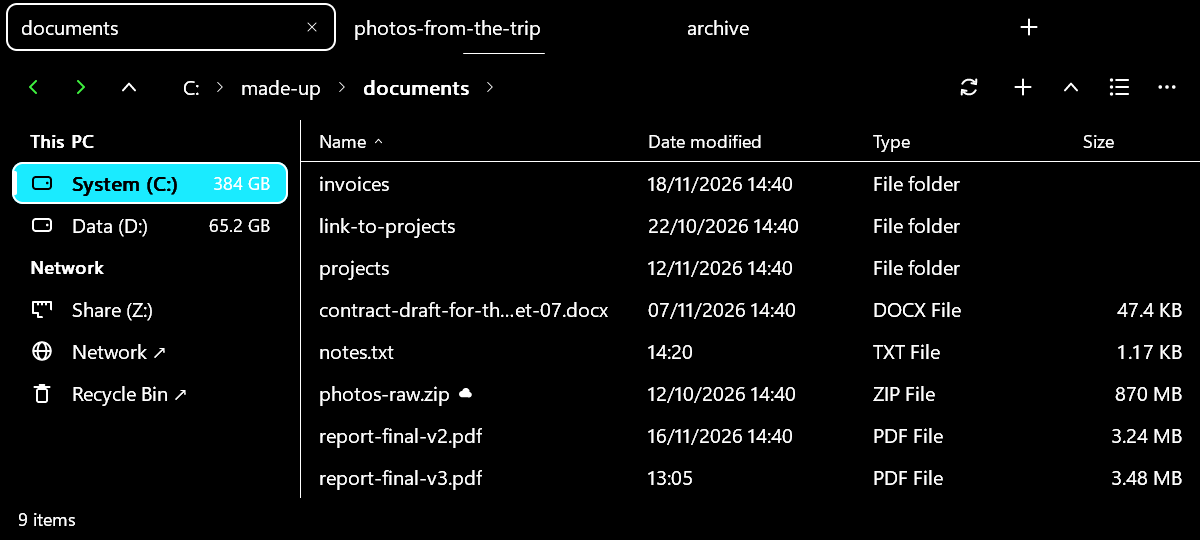 documents
photos-from-the-trip
archive
C: made-up documents
This PC
System (C:) 384 GB
Data (D:) 65.2 GB
Network
Share (Z:)
Network
Recycle Bin
Name Date modified Type Size
invoices 18/11/2026 14:40 File folder
link-to-projects 22/10/2026 14:40 File folder
projects 12/11/2026 14:40 File folder
contract-draft-for-th...et-07.docx 07/11/2026 14:40 DOCX File 47.4 KB
notes.txt 14:20 TXT File 1.17 KB
photos-raw.zip 12/10/2026 14:40 ZIP File 870 MB
report-final-v2.pdf 16/11/2026 14:40 PDF File 3.24 MB
report-final-v3.pdf 13:05 PDF File 3.48 MB
9 items